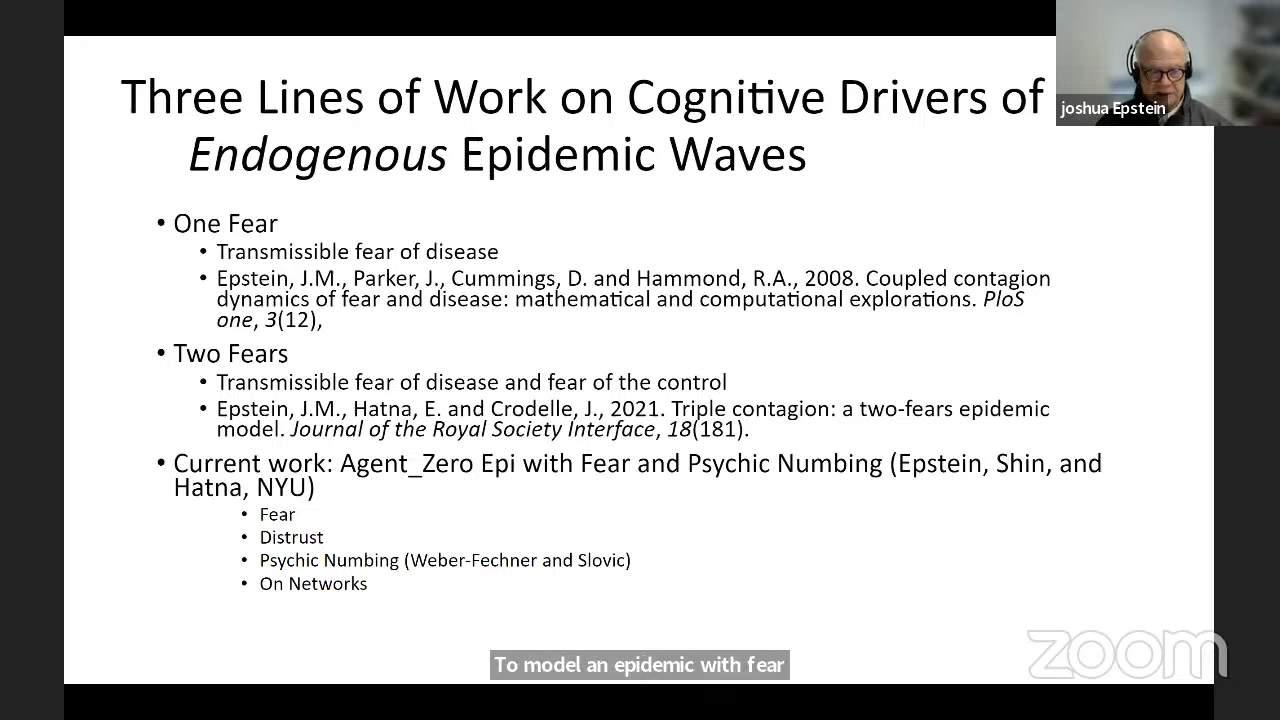 Three Lines of Work on Cognitive Drivers of
Endogenous Epidemic Waves
joshua Epstein
• One Fear
• Transmissible fear of disease
• Epstein, J.M., Parker, J., Cummings, D. and Hammond, R.A., 2008. Coupled contagion
dynamics of fear and disease: mathematical and computational explorations. PloS
one, 3(12),
• Two Fears
• Transmissible fear of disease and fear of the control
• Epstein, J.M., Hatna, E. and Crodelle, J., 2021. Triple contagion: a two-fears epidemic
model. Journal of the Royal Society Interface, 18(181).
• Current work: Agent_Zero Epi with Fear and Psychic Numbing (Epstein, Shin, and
Hatna, NYU)
• Fear
• Distrust
• Psychic Numbing (Weber-Fechner and Slovic)
• On Networks
To model an epidemic with fear
zoom